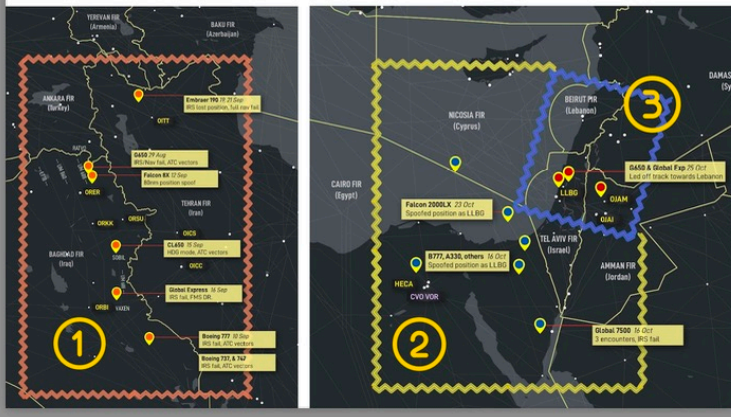 YEREVAN FIR
(Armenia)
BAKU FIR
(Azerbaijan)
ANKARA FIR
(Turkey)
Embraer 190 19, 21 Sep
IRS lost position, full nav fail
OITT
G650 29 Aug
IRS/Nav fail, ATC vectors
Falcon 8X 12 Sep
80nm position spoof
ORER
TEHRAN FIR
(Iran)
ORKK
ORSU
OICS
CL650 15 Sep
HDG mode, ATC vectors
BAGHDAD FIR
(Iraq)
OICC
Global Express 16 Sep
IRS fail, FMS DR.
ORBI
VAXEN
Boeing 777 10 Sep
IRS fail, ATC vectors
Boeing 737, & 747
IRS fail, ATC vectors
1
NICOSIA FIR
(Cyprus)
BEIRUT FIR
(Lebanon)
3
DAMAS
(Sy
CAIRO FIR
(Egypt)
G650 & Global Exp 25 Oct
Led off track towards Lebanon
LLBG
OJAM
OJAI
Falcon 2000LX 23 Oct
Spoofed position as LLBG
TEL AVIV FIR
(Israel)
B777, A330, others 16 Oct
Spoofed position as LLBG
AMMAN FIR
(Jordan)
HECA
CVO VOR
Global 7500 16 Oct
3 encounters, IRS fail
2